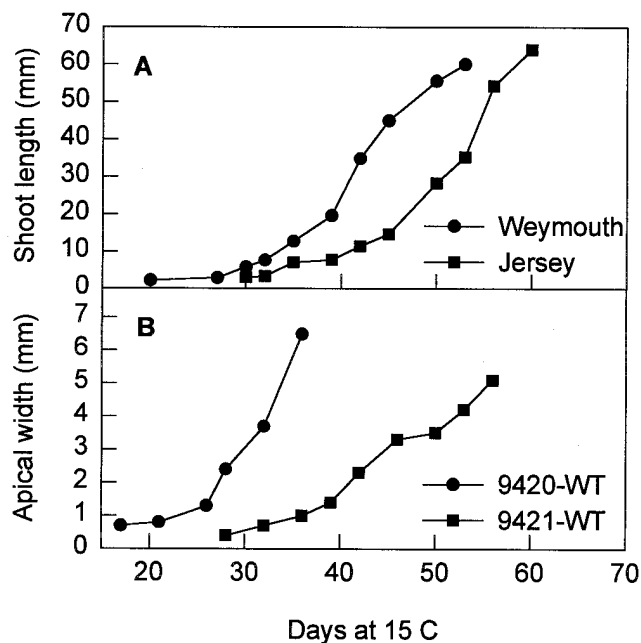 70
60
50
40
30
20
10
0
Shoot length (mm)
A
Weymouth
Jersey
7
6
5
4
3
2
1
0
Apical width (mm)
B
9420-WT
9421-WT
20 30 40 50 60 70
Days at 15 C